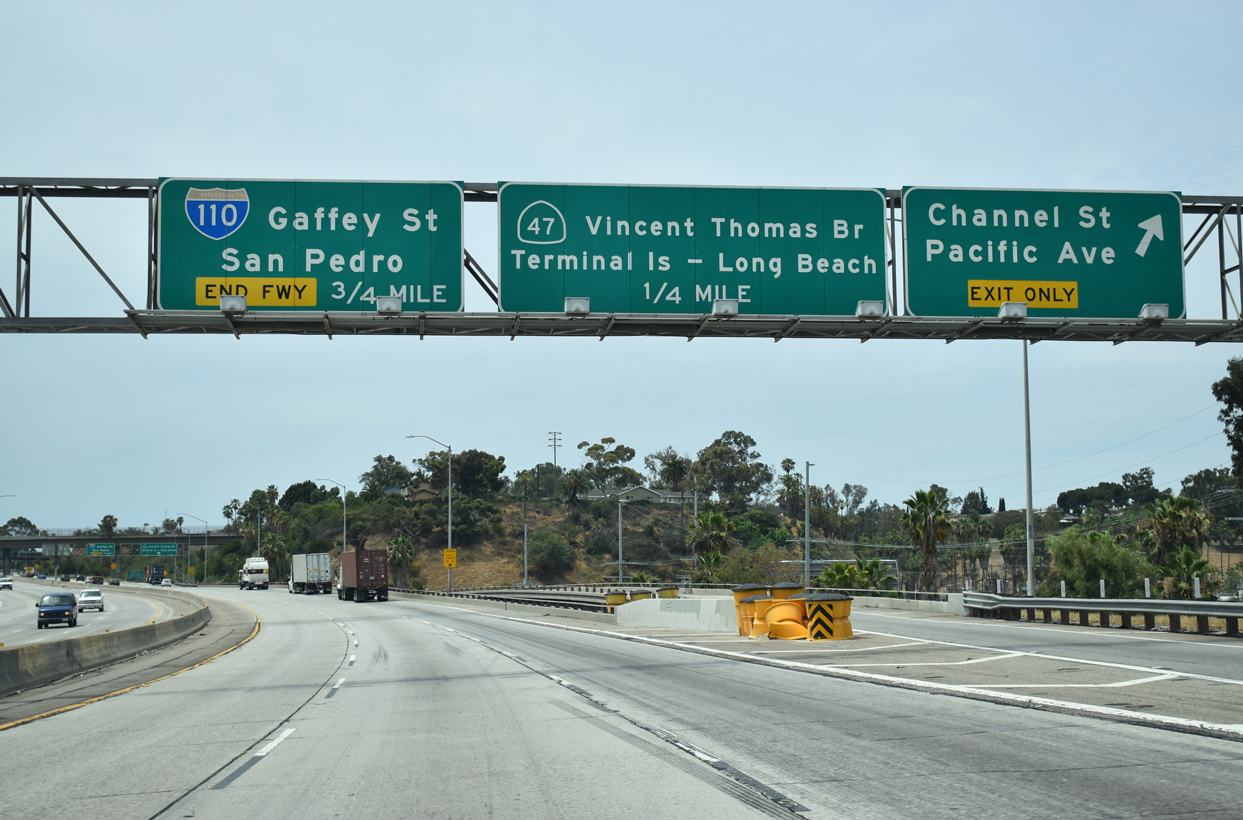 INTERSTATE
110
Gaffey St
San Pedro
END FWY 3/4 MILE
47
Vincent Thomas Br
Terminal Is - Long Beach
1/4 MILE
Channel St
Pacific Ave
EXIT ONLY